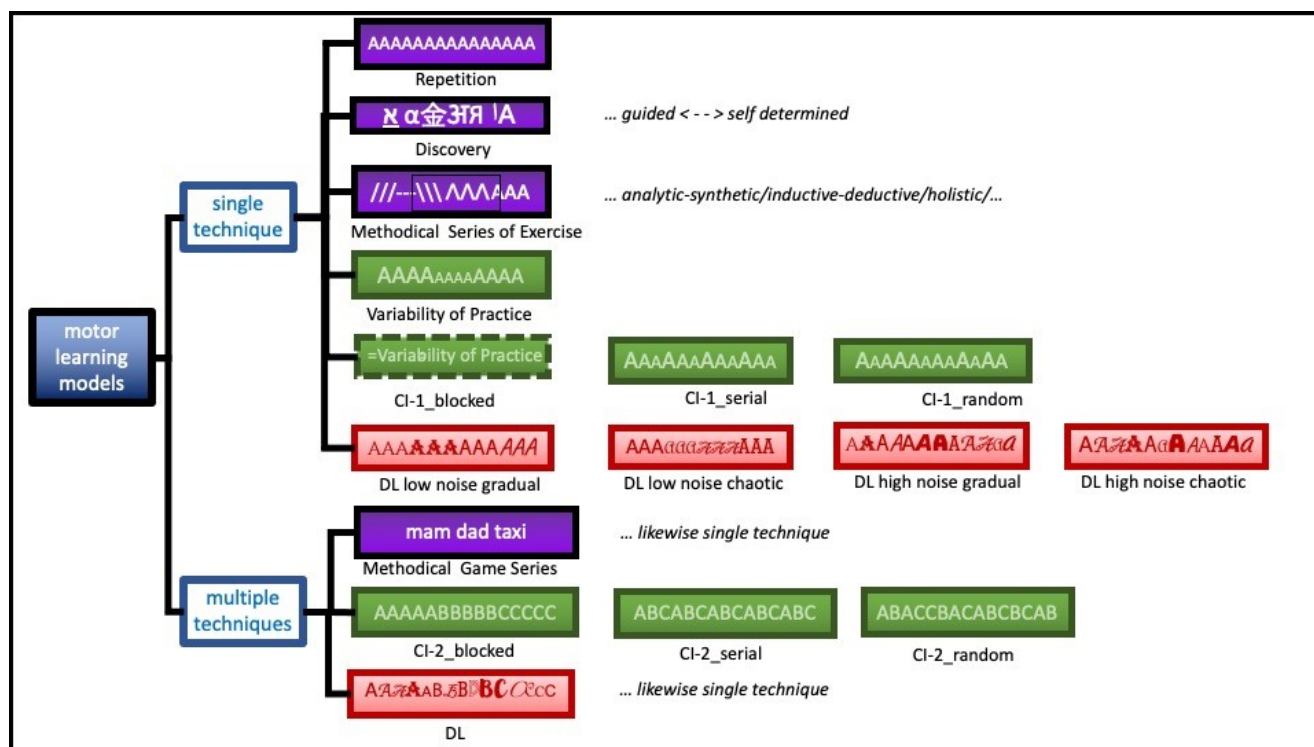 AAAAAAAAAAAAAAA
Repetition
א α金अЯ اA
... guided < - - > self determined
Discovery
///---\\\ΛΛΛAAA
... analytic-synthetic/inductive-deductive/holistic/...
Methodical Series of Exercise
single
technique
AAAAAAAAAAAA
Variability of Practice
motor
learning
models
=Variability of Practice
AAAAAAAAAAAA
AAAAAAAAAAAA
CI-1_blocked
CI-1_serial
CI-1_random
AAAAAAAAAAAA
AAAaaaAAAAAA
DL low noise gradual
DL low noise chaotic
DL high noise gradual
DL high noise chaotic
mam dad taxi
... likewise single technique
Methodical Game Series
multiple
techniques
AAAAABBBBBCCCCC
ABCABCABCABCABC
ABACCBACABCBCAB
CI-2_blocked
CI-2_serial
CI-2_random
... likewise single technique
DL